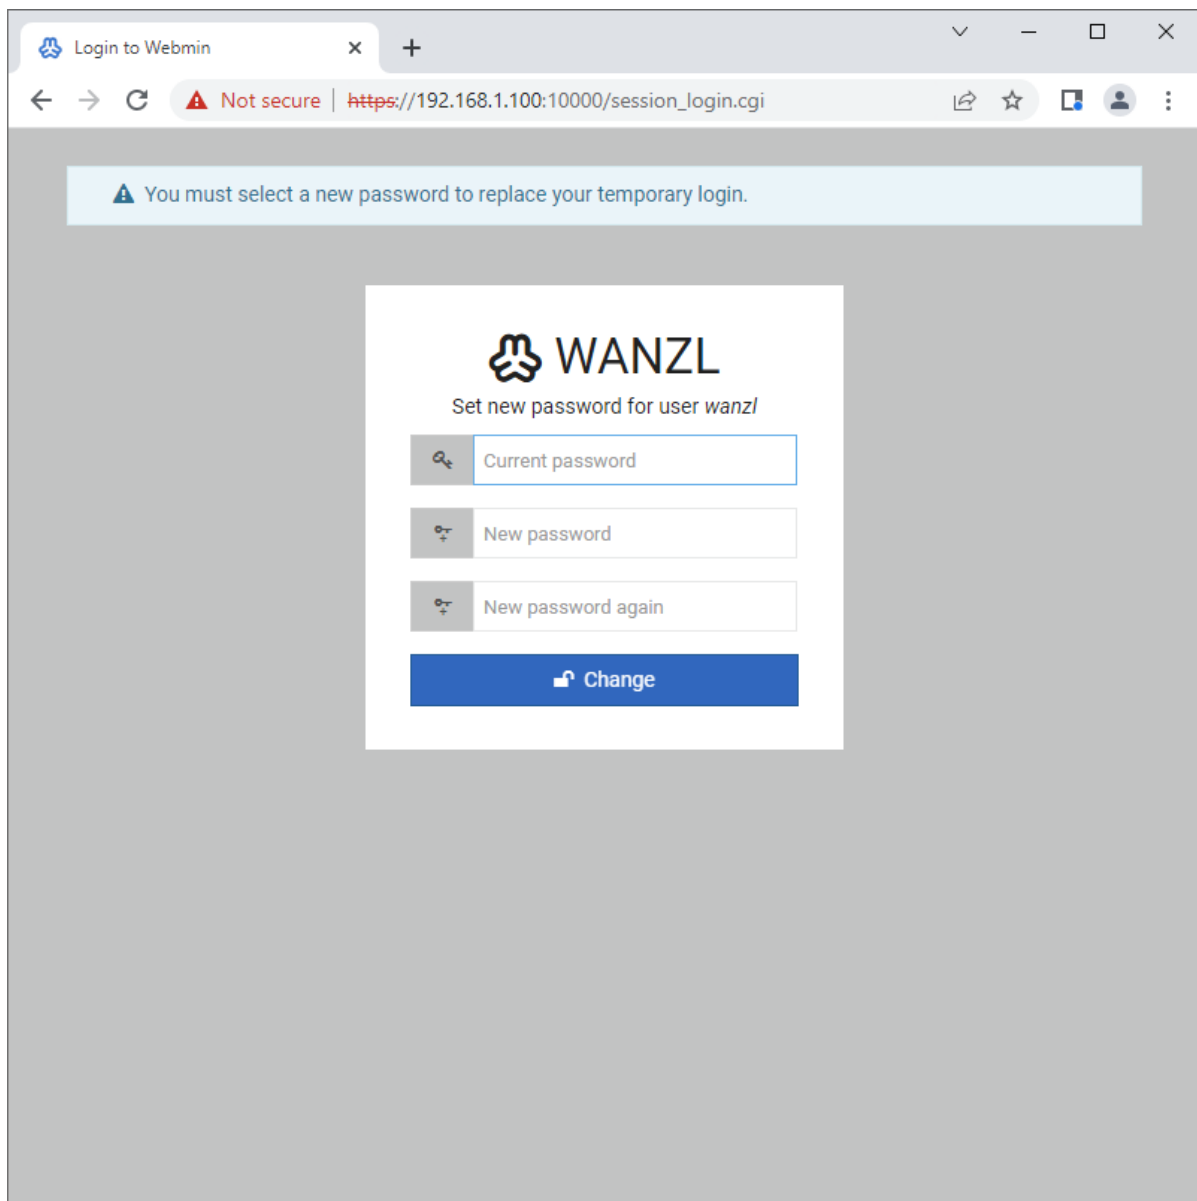 Login to Webmin
Not secure | https://192.168.1.100:10000/session_login.cgi
You must select a new password to replace your temporary login.
WANZL
Set new password for user wanzl
Current password
New password
New password again
Change